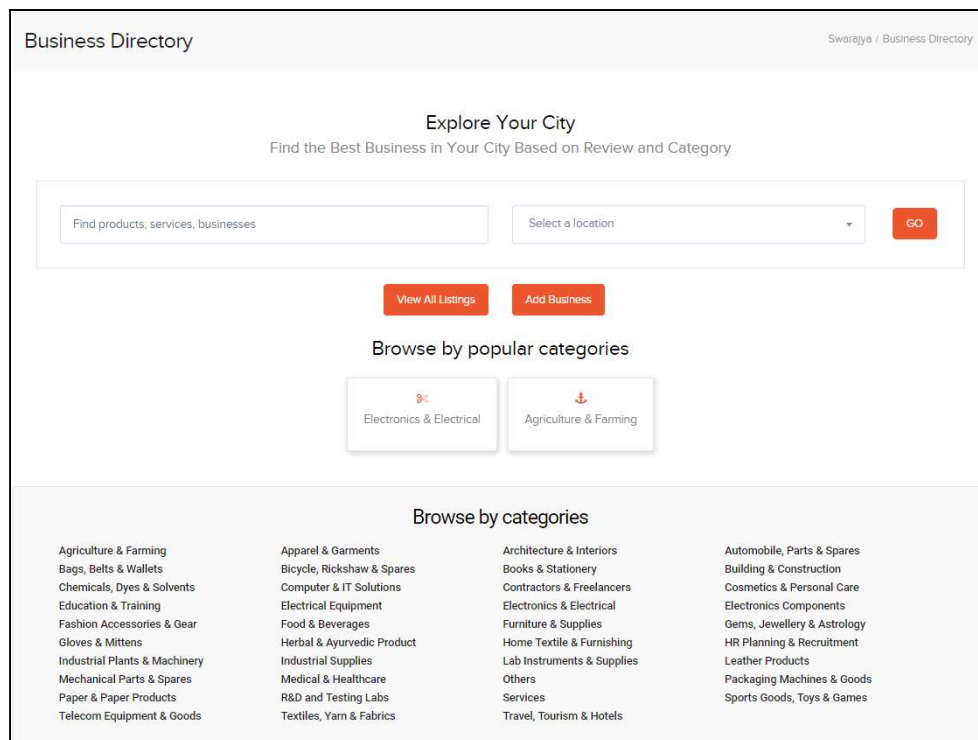 Business Directory
Swarajya / Business Directory
Explore Your City
Find the Best Business in Your City Based on Review and Category
Find products, services, businesses
Select a location
GO
View All Listings
Add Business
Browse by popular categories
Electronics & Electrical
Agriculture & Farming
Browse by categories
Agriculture & Farming Apparel & Garments Architecture & Interiors Automobile, Parts & Spares
Bags, Belts & Wallets Bicycle, Rickshaw & Spares Books & Stationery Building & Construction
Chemicals, Dyes & Solvents Computer & IT Solutions Contractors & Freelancers Cosmetics & Personal Care
Education & Training Electrical Equipment Electronics & Electrical Electronics Components
Fashion Accessories & Gear Food & Beverages Furniture & Supplies Gems, Jewellery & Astrology
Gloves & Mittens Herbal & Ayurvedic Product Home Textile & Furnishing HR Planning & Recruitment
Industrial Plants & Machinery Industrial Supplies Lab Instruments & Supplies Leather Products
Mechanical Parts & Spares Medical & Healthcare Others Packaging Machines & Goods
Paper & Paper Products R&D and Testing Labs Services Sports Goods, Toys & Games
Telecom Equipment & Goods Textiles, Yarn & Fabrics Travel, Tourism & Hotels